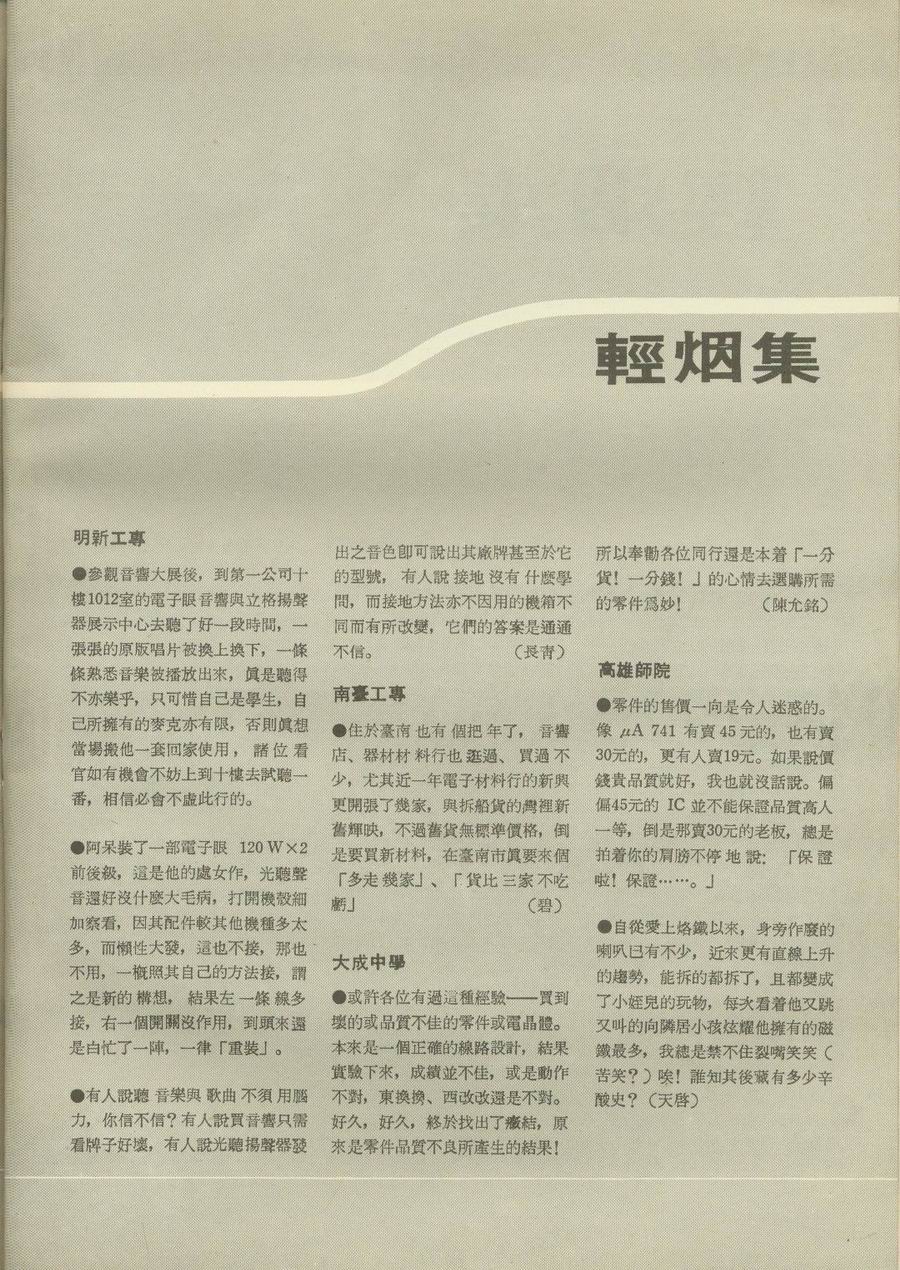 輕烟集
明新工專
●參觀音響大展後，到第一公司十
樓1012室的電子眼音響與立格揚聲
器展示中心去聽了好一段時間，一
張張的原版唱片被換上換下，一條
條熟悉音樂被播放出來，眞是聽得
不亦樂乎，只可惜自己是學生，自
己所擁有的麥克亦有限，否則眞想
當場搬他一套回家使用，諸位看
官如有機會不妨上到十樓去試聽一
番，相信必會不虛此行的。
●阿呆裝了一部電子眼 120 W×2
前後級，這是他的處女作，光聽聲
音還好沒什麽大毛病，打開機殼細
加察看，因其配件較其他機種多太
多，而懶性大發，這也不接，那也
不用，一槪照其自己的方法接，謂
之是新的構想，結果左一條線多
接，右一個開關沒作用，到頭來還
是白忙了一陣，一律「重裝」。
●有人說聽音樂與歌曲不須用腦
力，你信不信？有人說買音響只需
看牌子好壞，有人說光聽揚聲器發
出之音色卽可說出其廠牌甚至於它
的型號，有人說接地沒有什麽學
問，而接地方法亦不因用的機箱不
同而有所改變，它們的答案是通通
不信。 （長靑）
南臺工專
●住於臺南也有個把年了，音響
店、器材材料行也逛過、買過不
少，尤其近一年電子材料行的新興
更開張了幾家，與拆船貨的灣裡新
舊輝映，不過舊貨無標準價格，倒
是要買新材料，在臺南市眞要來個
「多走幾家」、「貨比三家不吃
虧」 （碧）
大成中學
●或許各位有過這種經驗——買到
壞的或品質不佳的零件或電晶體。
本來是一個正確的線路設計，結果
實驗下來，成績並不佳，或是動作
不對，東換換、西改改還是不對。
好久，好久，終於找出了癥結，原
來是零件品質不良所產生的結果！
所以奉勸各位同行還是本着「一分
貨！一分錢！」的心情去選購所需
的零件爲妙！ （陳允銘）
高雄師院
●零件的售價一向是令人迷惑的。
像 μA 741 有賣 45 元的，也有賣
30元的，更有人賣19元。如果說價
錢貴品質就好，我也就沒話說。偏
偏45元的 IC 並不能保證品質高人
一等，倒是那賣30元的老板，總是
拍着你的肩膀不停地說：「保證
啦！保證……。」
●自從愛上烙鐵以來，身旁作廢的
喇叭已有不少，近來更有直線上升
的趨勢，能拆的都拆了，且都變成
了小姪兒的玩物，每次看着他又跳
又叫的向隣居小孩炫耀他擁有的磁
鐵最多，我總是禁不住裂嘴笑笑（
苦笑？）唉！誰知其後藏有多少辛
酸史？（天啓）